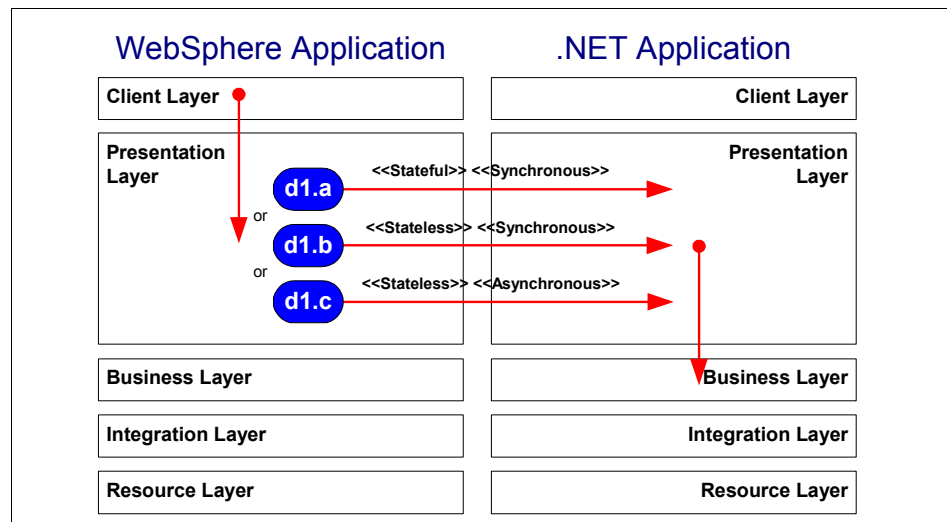 WebSphere Application
.NET Application
Client Layer
Client Layer
Presentation
Layer
Presentation
Layer
d1.a
<<Stateful>> <<Synchronous>>
or
d1.b
<<Stateless>> <<Synchronous>>
or
d1.c
<<Stateless>> <<Asynchronous>>
Business Layer
Business Layer
Integration Layer
Integration Layer
Resource Layer
Resource Layer